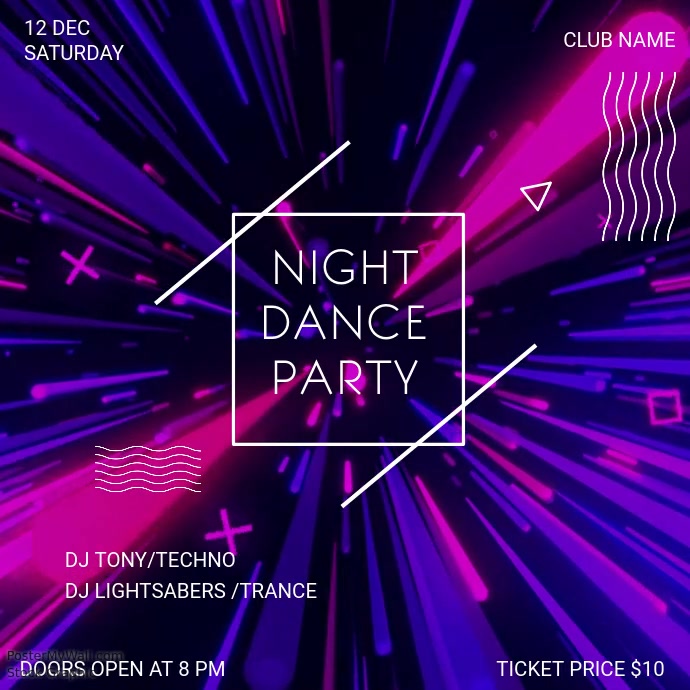 12 DEC
SATURDAY
CLUB NAME
NIGHT
DANCE
PARTY
DJ TONY/TECHNO
DJ LIGHTSABERS /TRANCE
PosterMyWall.com
DOORS OPEN AT 8 PM
TICKET PRICE $10